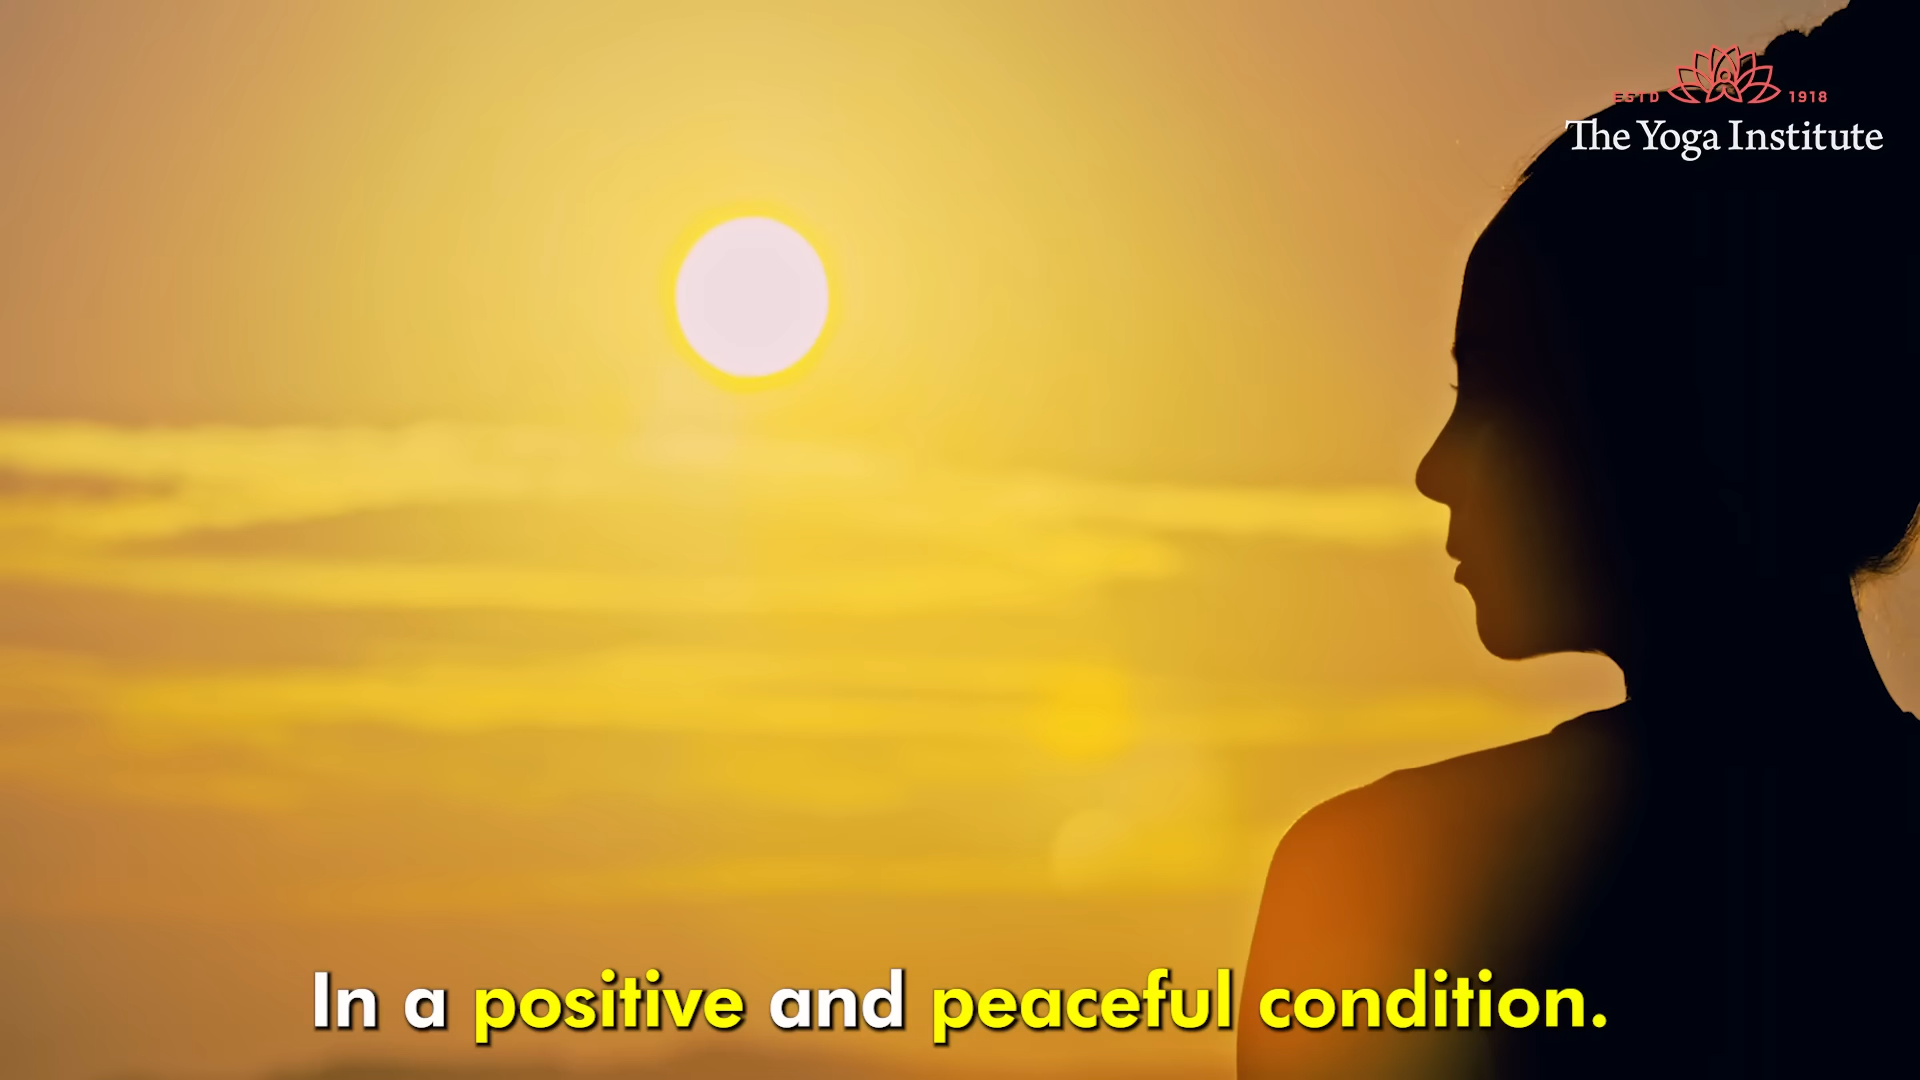 ESTD 1918
The Yoga Institute
In a positive and peaceful condition.